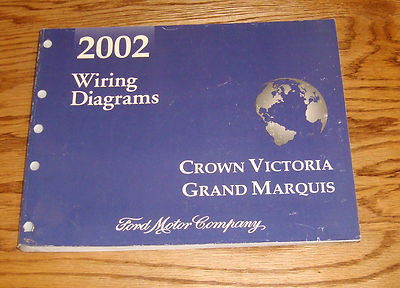 2002
Wiring
Diagrams
CROWN VICTORIA
GRAND MARQUIS
Ford Motor Company